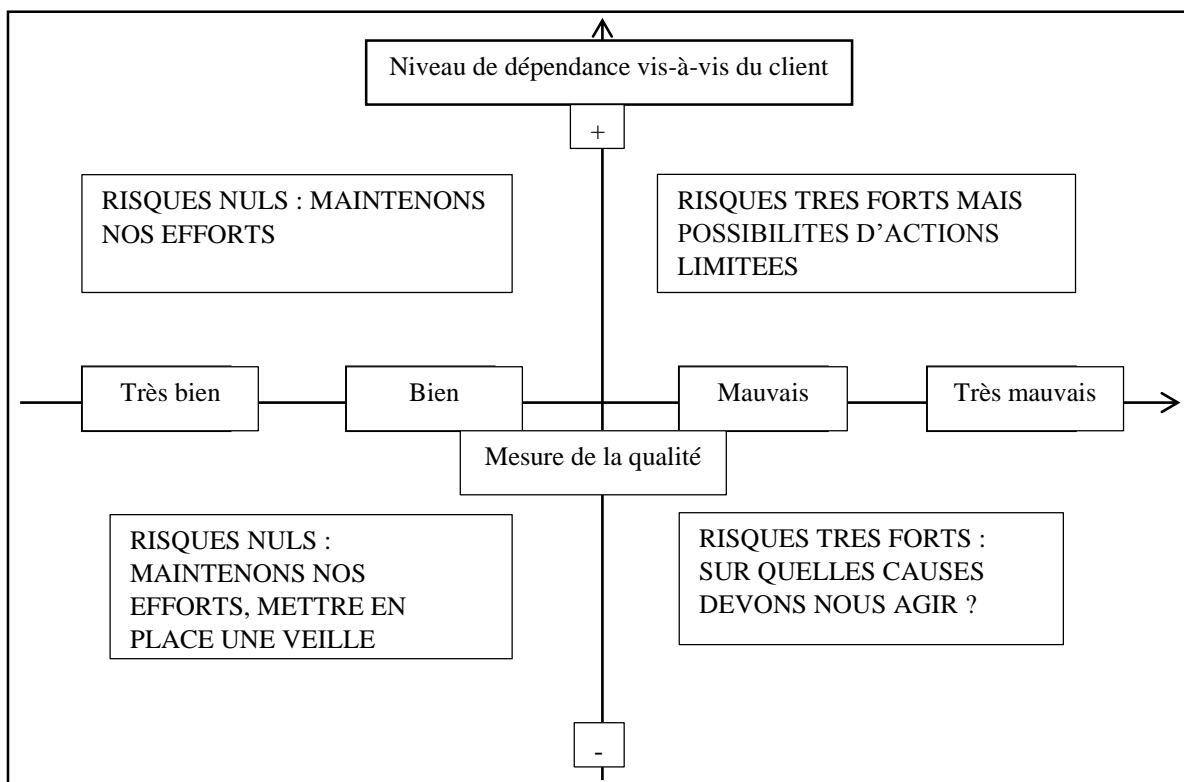 Niveau de dépendance vis-à-vis du client
+
RISQUES NULS : MAINTENONS
NOS EFFORTS
RISQUES TRES FORTS MAIS
POSSIBILITES D’ACTIONS
LIMITEES
Très bien
Bien
Mauvais
Très mauvais
Mesure de la qualité
RISQUES NULS :
MAINTENONS NOS
EFFORTS, METTRE EN
PLACE UNE VEILLE
RISQUES TRES FORTS :
SUR QUELLES CAUSES
DEVONS NOUS AGIR ?
-